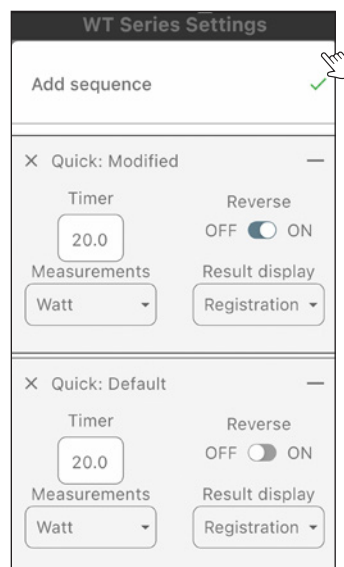 WT Series Settings
Add sequence
Quick: Modified
Timer Reverse
20.0 OFF ON
Measurements Result display
Watt Registration
Quick: Default
Timer Reverse
20.0 OFF ON
Measurements Result display
Watt Registration